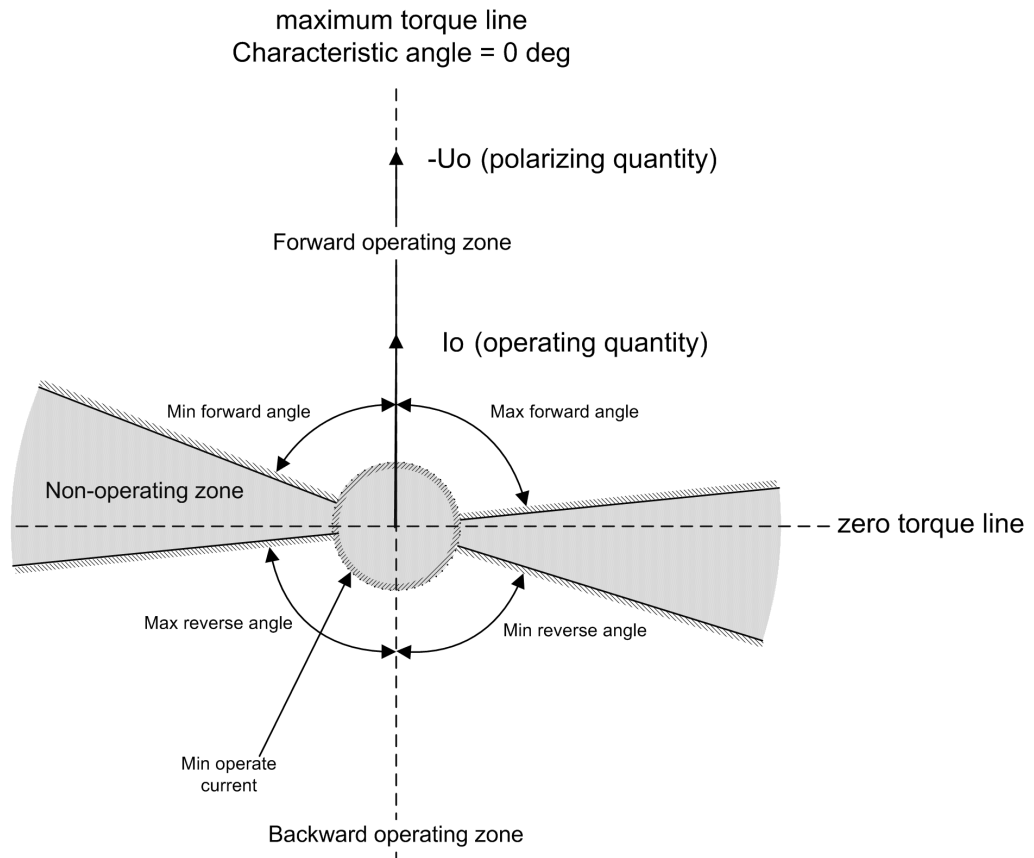 maximum torque line
Characteristic angle = 0 deg
-Uo (polarizing quantity)
Forward operating zone
Io (operating quantity)
Min forward angle
Max forward angle
Non-operating zone
zero torque line
Max reverse angle
Min reverse angle
Min operate
current
Backward operating zone